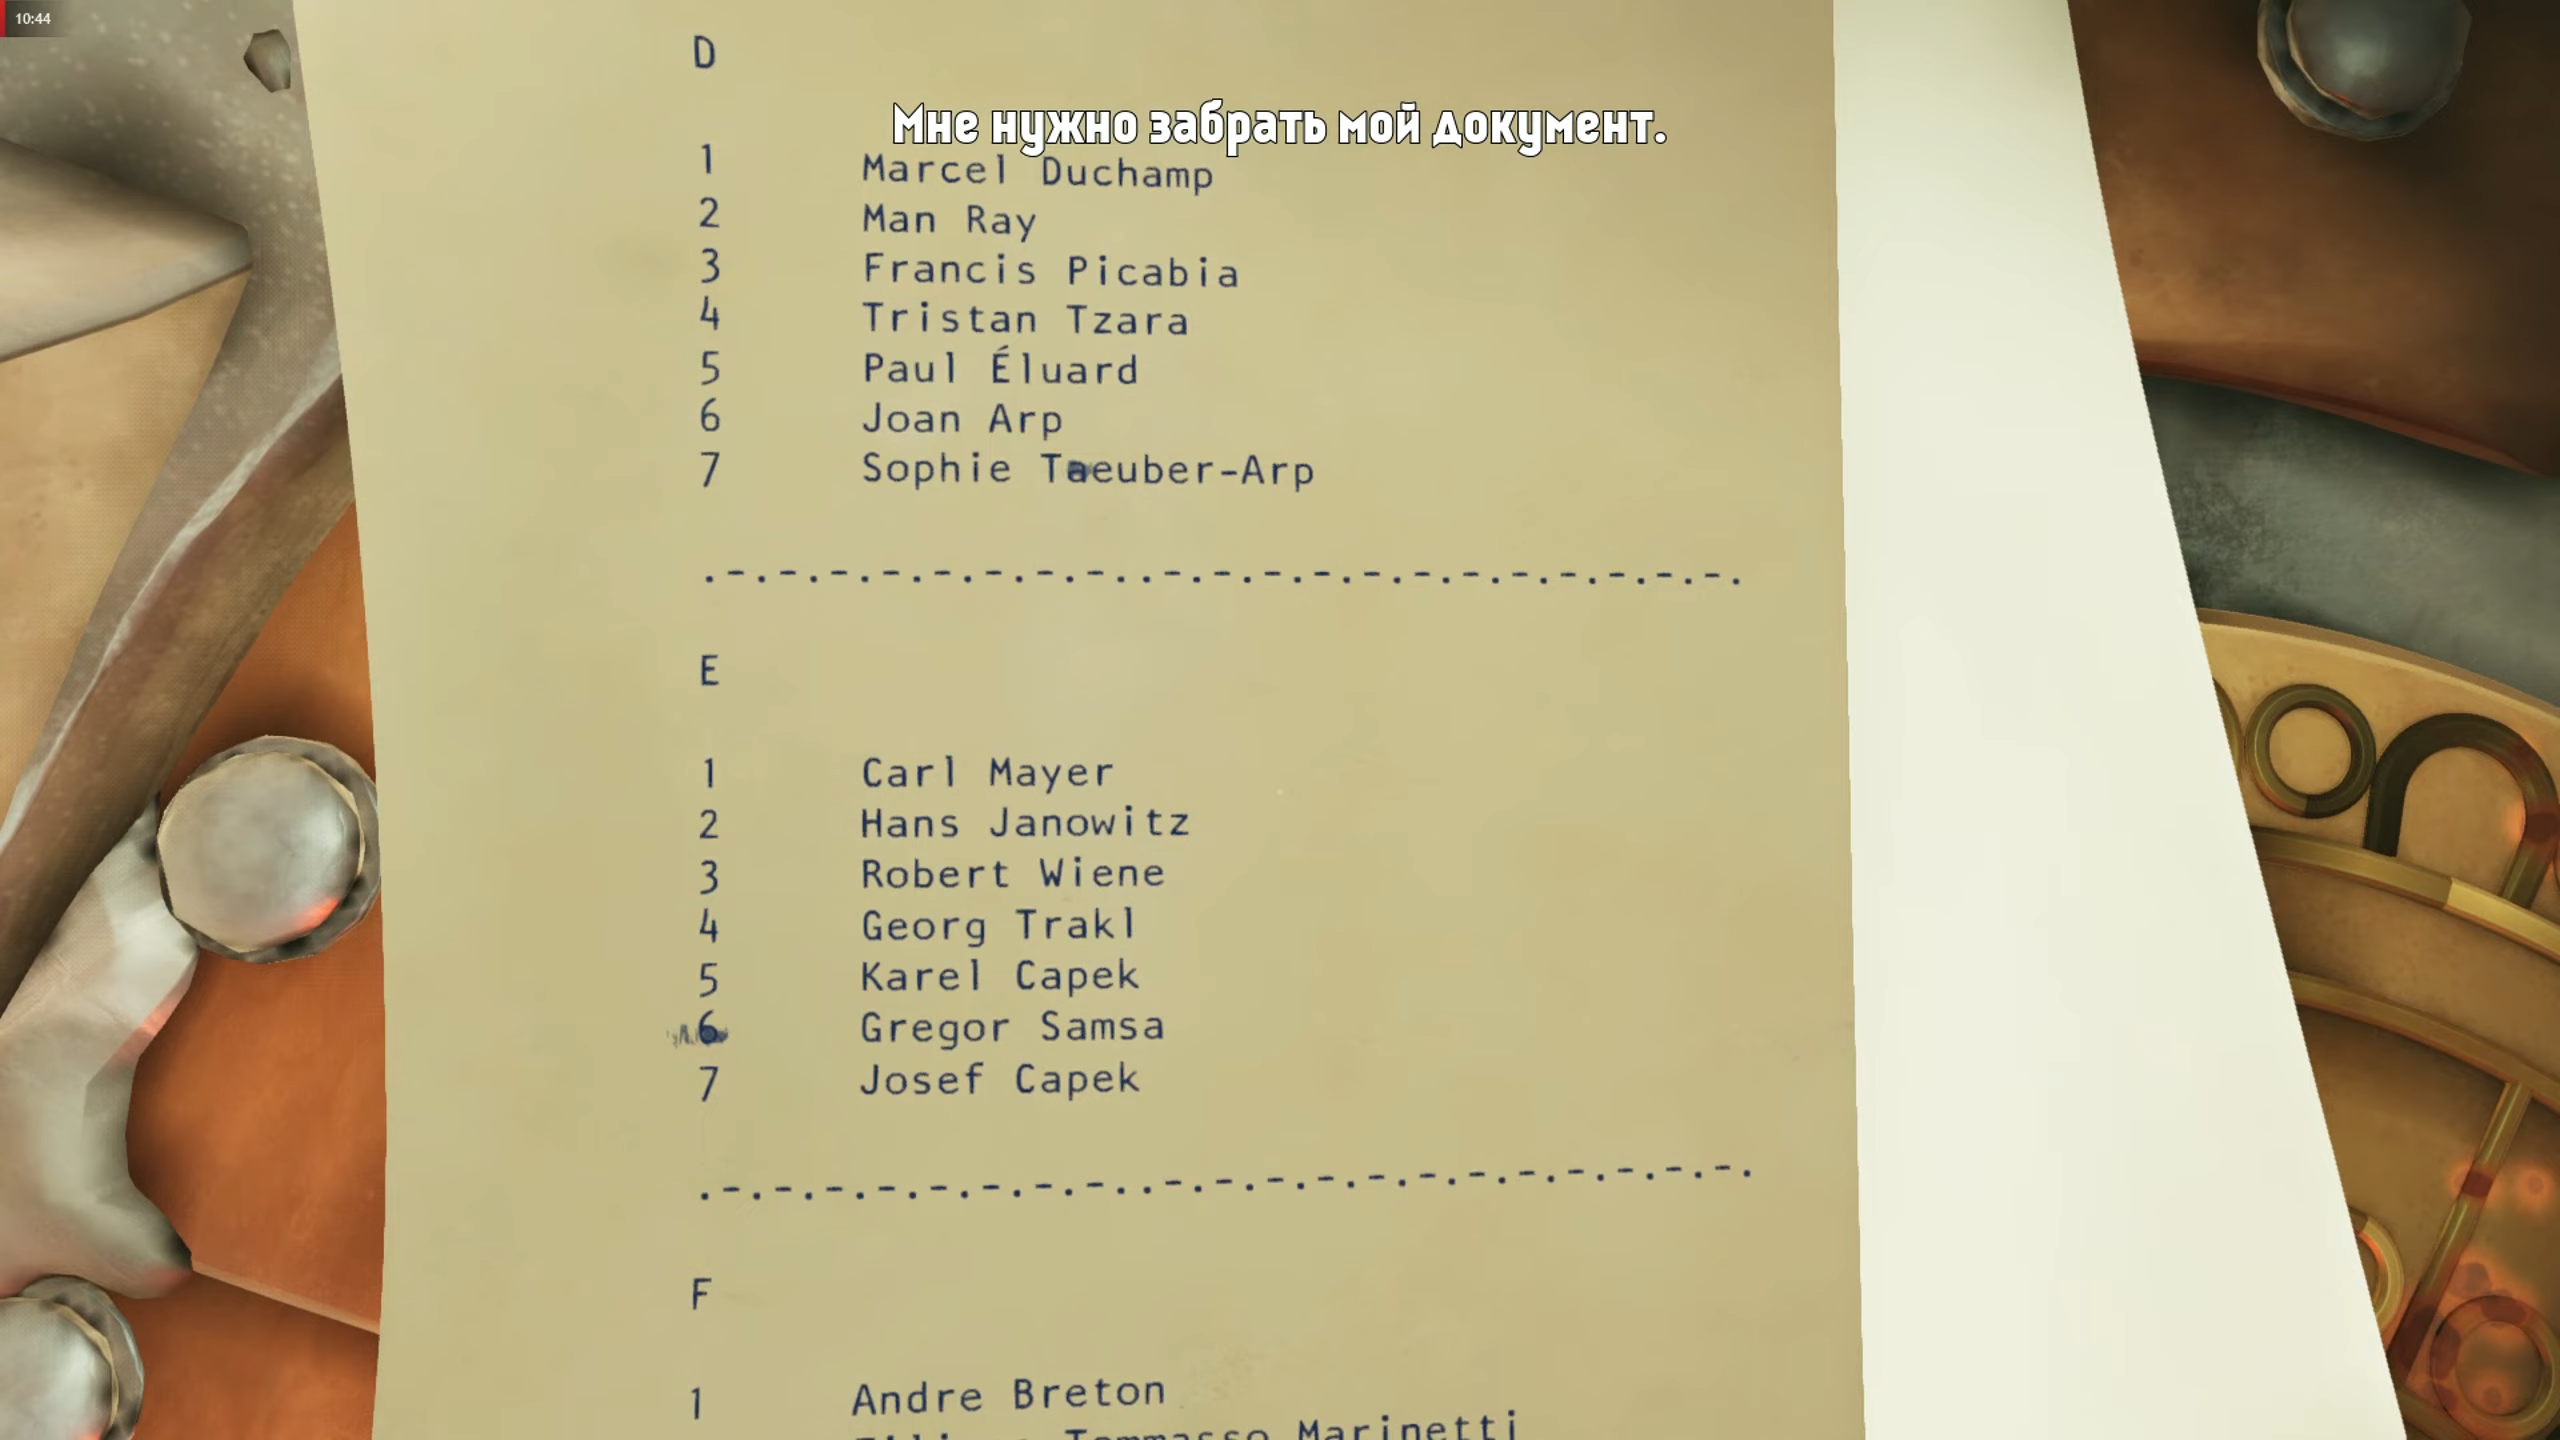 10:44
D
Мне нужно забрать мой документ.
1 Marcel Duchamp
2 Man Ray
3 Francis Picabia
4 Tristan Tzara
5 Paul Éluard
6 Joan Arp
7 Sophie Taeuber-Arp
.-.-.-.-.-.-.-.-..-.-.-.-.-.-.-.-.-.-.-.-.
E
1 Carl Mayer
2 Hans Janowitz
3 Robert Wiene
4 Georg Trakl
5 Karel Capek
6 Gregor Samsa
7 Josef Capek
.-.-.-.-.-.-.-.-..-.-.-.-.-.-.-.-.-.-.-.-.
F
1 Andre Breton
Tommasso Marinetti